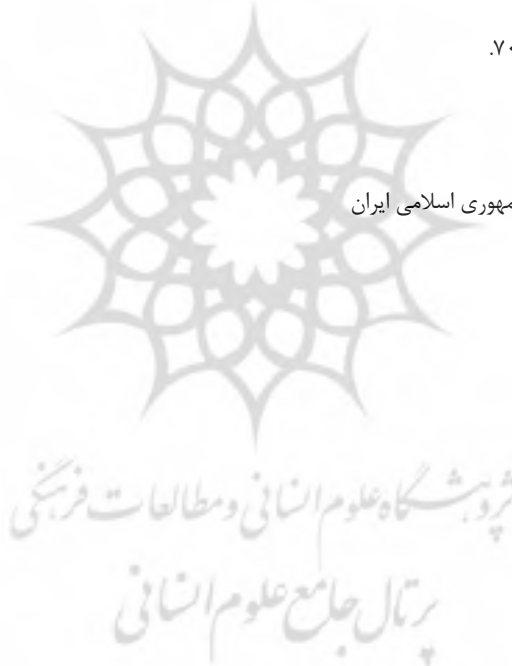 ۷۰.
مهوری اسلامی ایران
پژوهشگاه علوم انسانی و مطالعات فرهنگی
پرتال جامع علوم انسانی